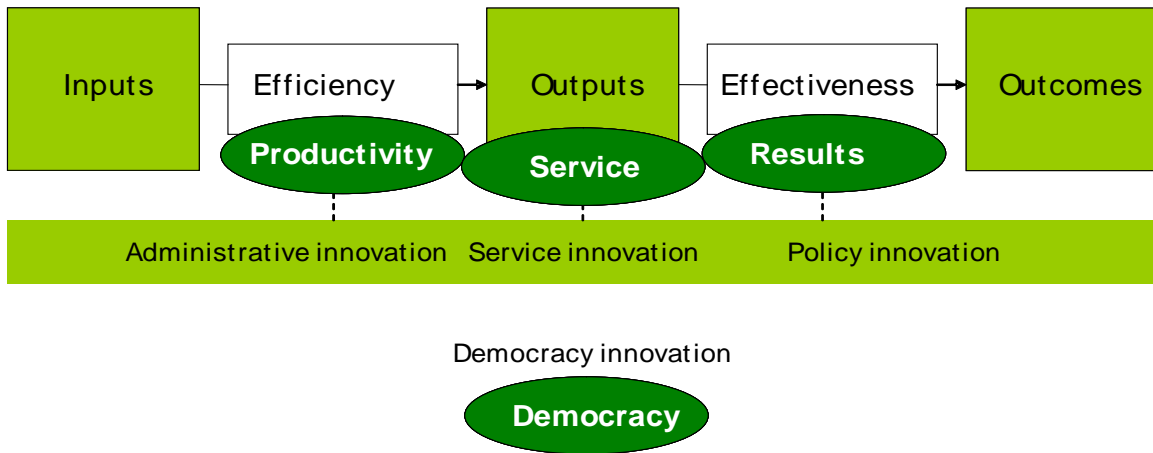 Inputs
Efficiency
Outputs
Effectiveness
Outcomes
Productivity
Service
Results
Administrative innovation
Service innovation
Policy innovation
Democracy innovation
Democracy